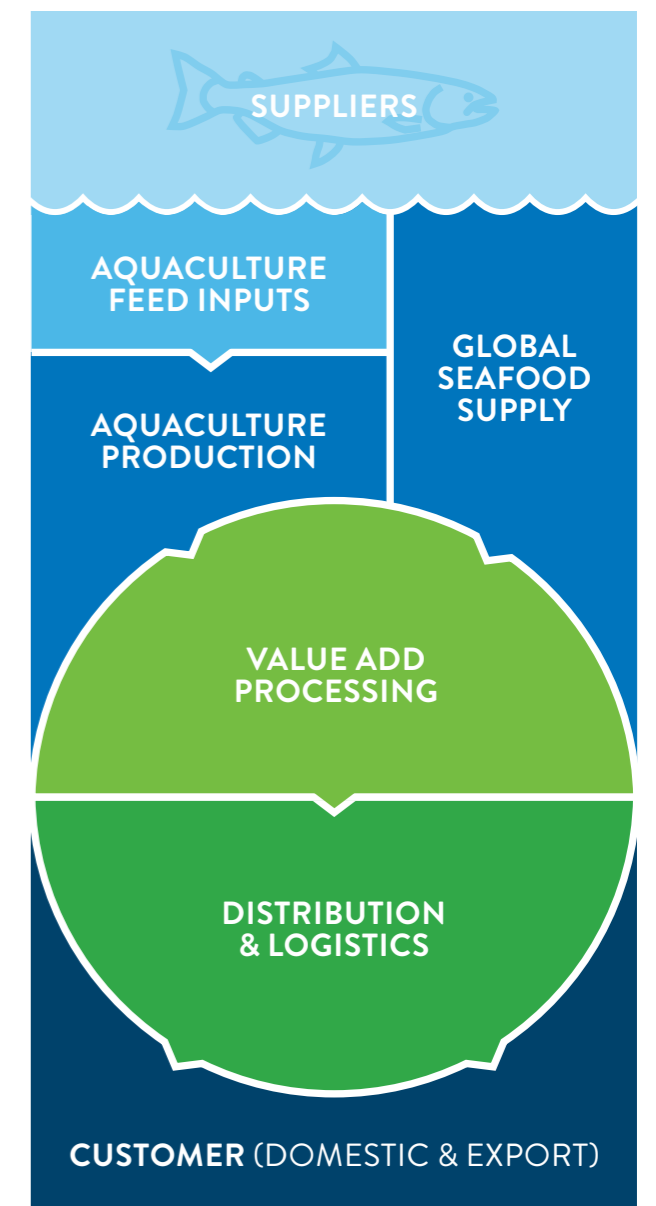 SUPPLIERS
AQUACULTURE
FEED INPUTS
GLOBAL
SEAFOOD
SUPPLY
AQUACULTURE
PRODUCTION
VALUE ADD
PROCESSING
DISTRIBUTION
& LOGISTICS
CUSTOMER (DOMESTIC & EXPORT)